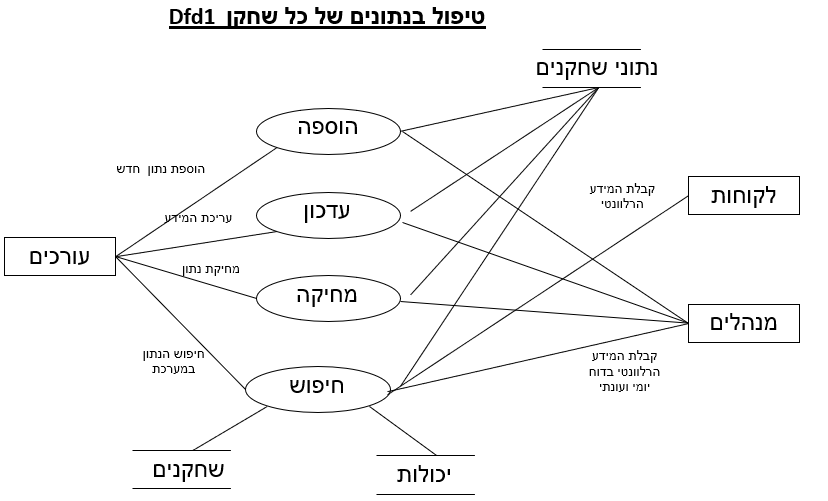 טיפול בנתונים של כל שחקן Dfd1
נתוני שחקנים
הוספה
הוספת נתון חדש
קבלת המידע
הרלוונטי
לקוחות
עדכון
עריכת המידע
עורכים
מחיקת נתון
מחיקה
מנהלים
חיפוש הנתון
במערכת
קבלת המידע
הרלוונטי בדוח
יומי ועונתי
חיפוש
שחקנים
יכולות